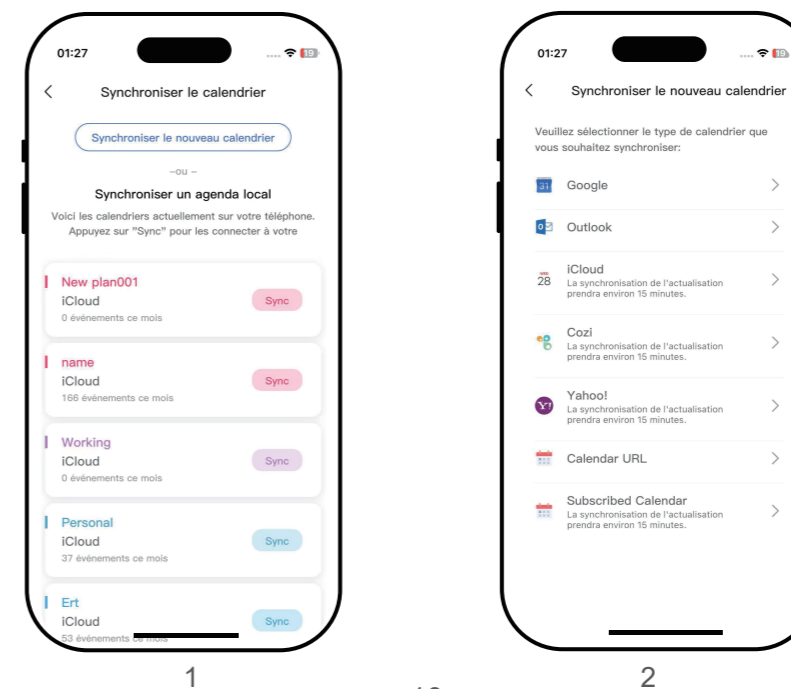 01:27
19
Synchroniser le calendrier
Synchroniser le nouveau calendrier
–ou –
Synchroniser un agenda local
Voici les calendriers actuellement sur votre téléphone.
Appuyez sur "Sync" pour les connecter à votre
New plan001
iCloud
Sync
0 événements ce mois
name
iCloud
Sync
166 événements ce mois
Working
iCloud
Sync
0 événements ce mois
Personal
iCloud
Sync
37 événements ce mois
Ert
iCloud
Sync
53 événements ce mois
1
01:27
19
Synchroniser le nouveau calendrier
Veuillez sélectionner le type de calendrier que
vous souhaitez synchroniser:
31
Google
Outlook
28
iCloud
La synchronisation de l'actualisation
prendra environ 15 minutes.
Cozi
La synchronisation de l'actualisation
prendra environ 15 minutes.
Y!
Yahoo!
La synchronisation de l'actualisation
prendra environ 15 minutes.
Calendar URL
Subscribed Calendar
La synchronisation de l'actualisation
prendra environ 15 minutes.
2